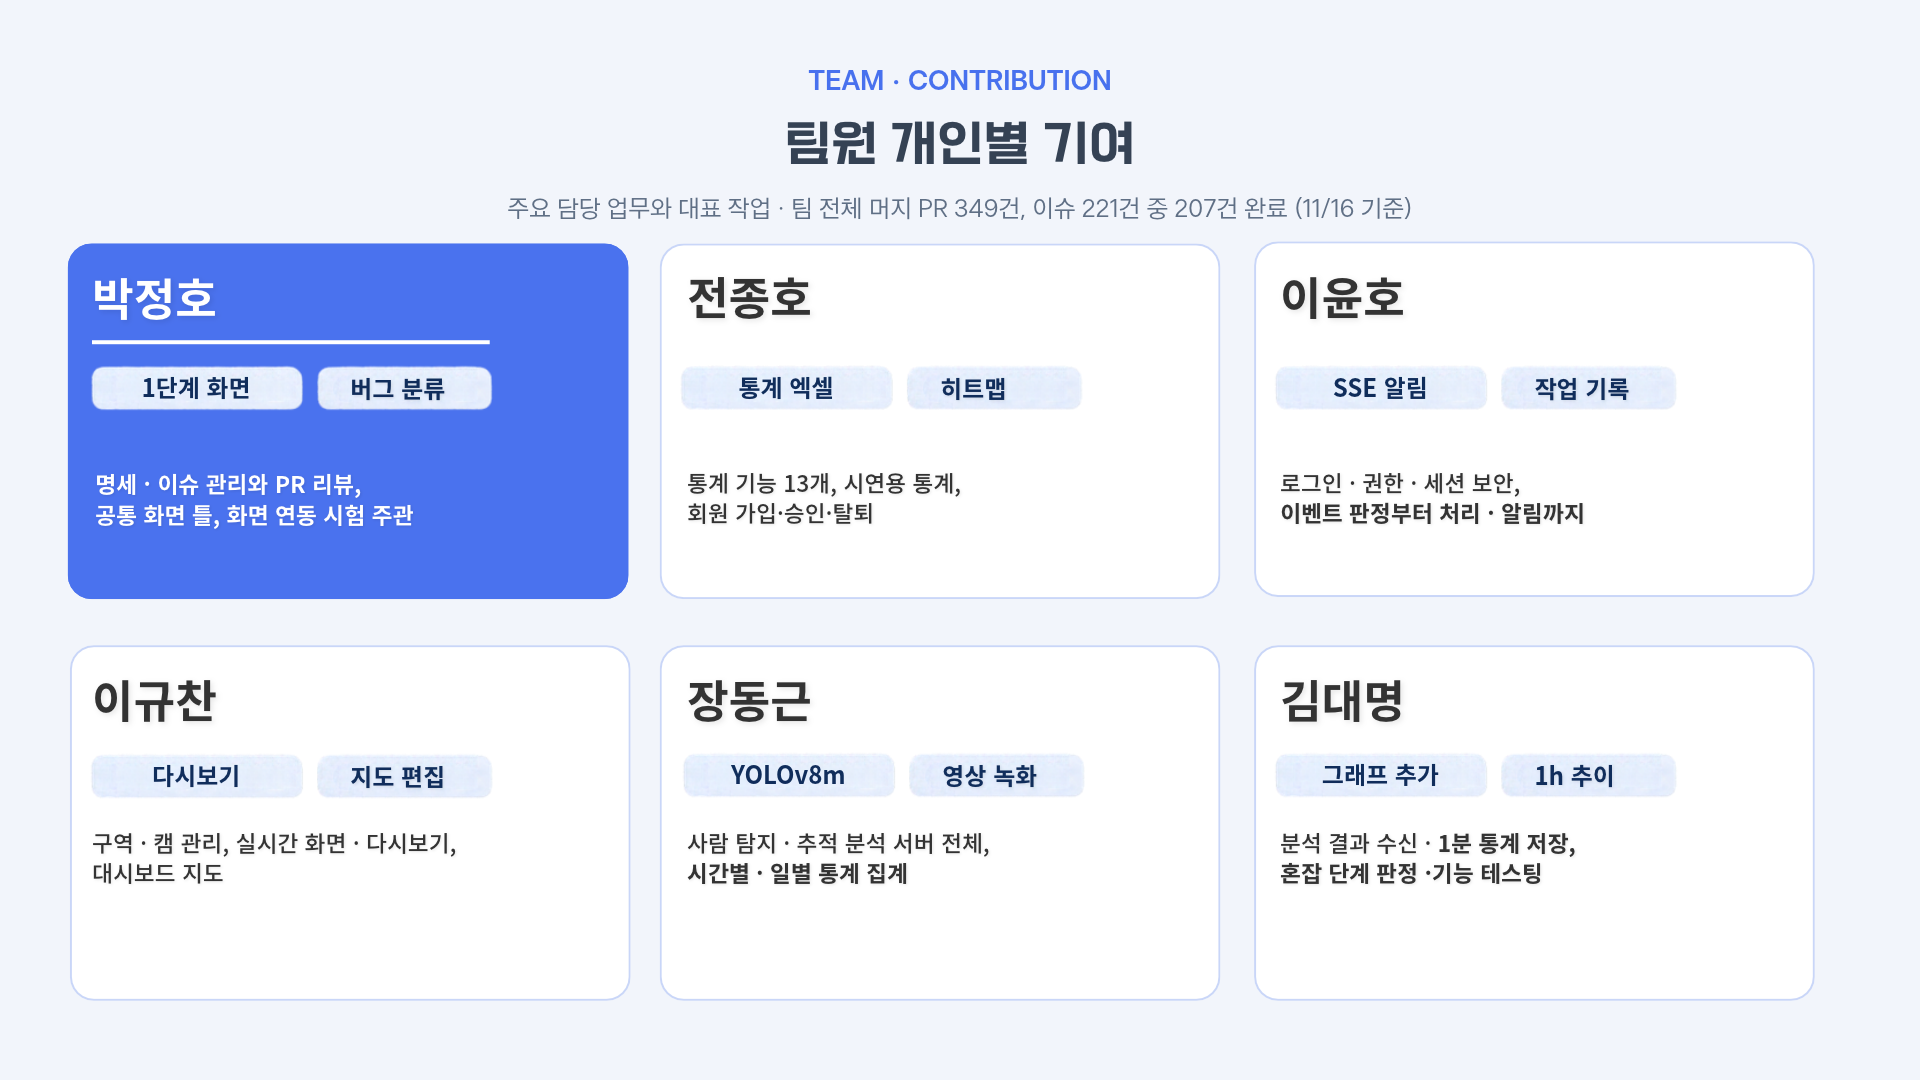 TEAM · CONTRIBUTION
팀원 개인별 기여
주요 담당 업무와 대표 작업 · 팀 전체 머지 PR 349건, 이슈 221건 중 207건 완료 (11/16 기준)
박정호
1단계 화면
버그 분류
명세 · 이슈 관리와 PR 리뷰,
공통 화면 틀, 화면 연동 시험 주관
전종호
통계 엑셀
히트맵
통계 기능 13개, 시연용 통계,
회원 가입·승인·탈퇴
이윤호
SSE 알림
작업 기록
로그인 · 권한 · 세션 보안,
이벤트 판정부터 처리 · 알림까지
이규찬
다시보기
지도 편집
구역 · 캠 관리, 실시간 화면 · 다시보기,
대시보드 지도
장동근
YOLOv8m
영상 녹화
사람 탐지 · 추적 분석 서버 전체,
시간별 · 일별 통계 집계
김대명
그래프 추가
1h 추이
분석 결과 수신 · 1분 통계 저장,
혼잡 단계 판정 ·기능 테스팅